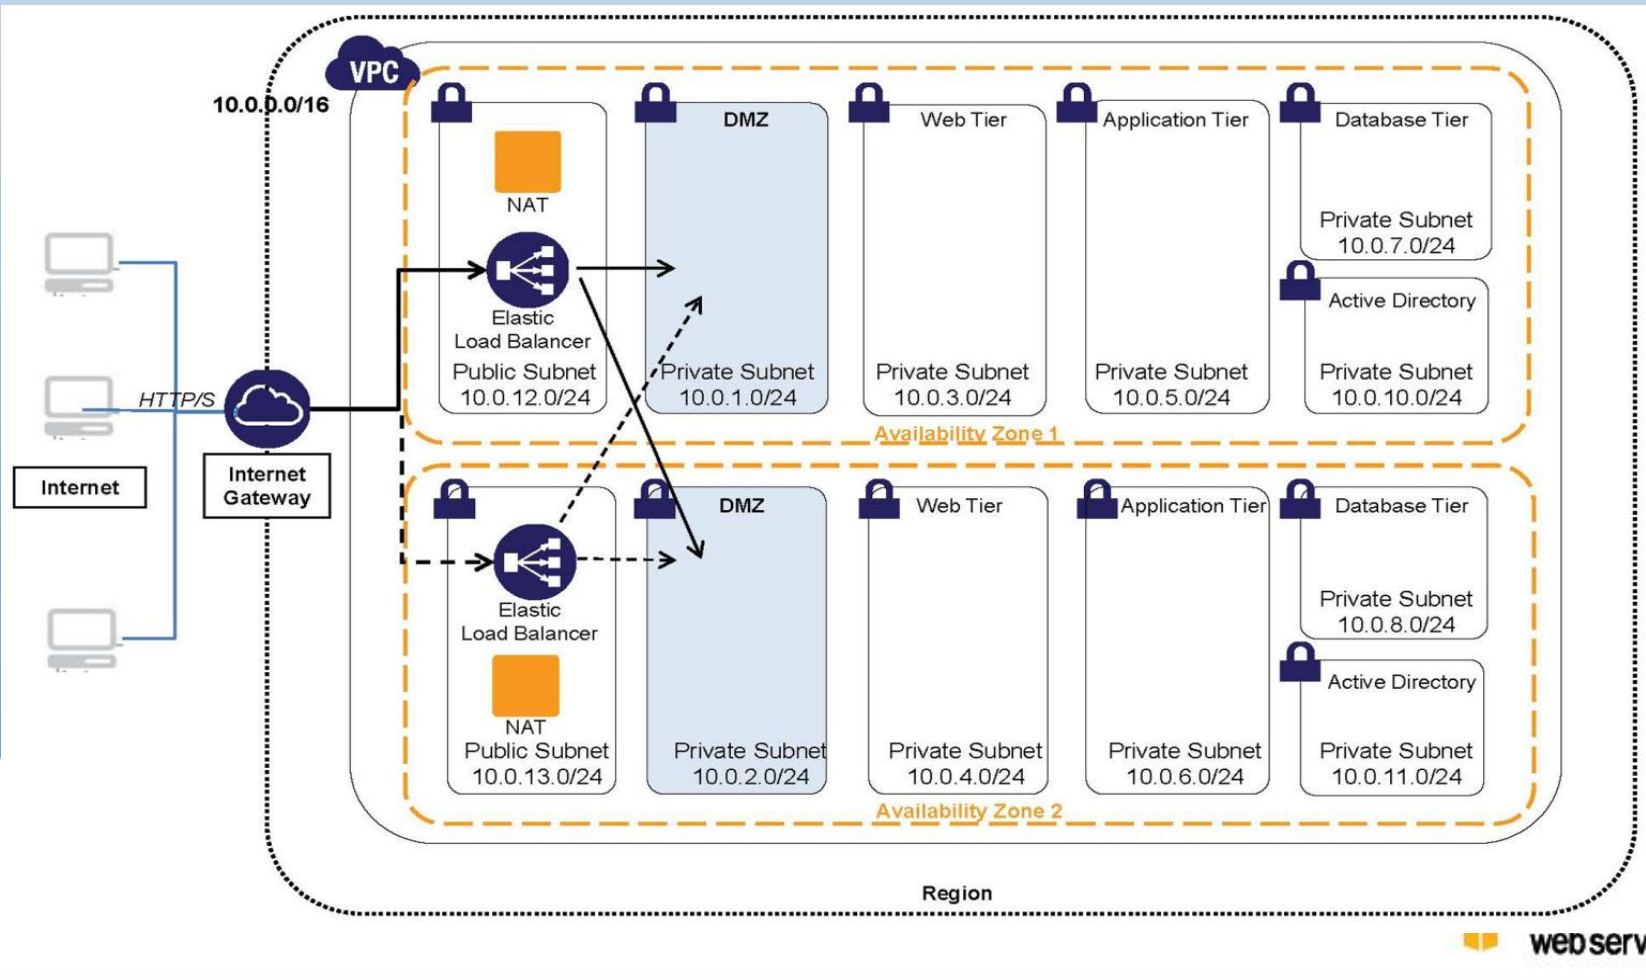 VPC
10.0.0.0/16
NAT
Elastic
Load Balancer
Public Subnet
10.0.12.0/24
DMZ
Private Subnet
10.0.1.0/24
Web Tier
Private Subnet
10.0.3.0/24
Application Tier
Private Subnet
10.0.5.0/24
Database Tier
Private Subnet
10.0.7.0/24
Active Directory
Private Subnet
10.0.10.0/24
Availability Zone 1
HTTP/S
Internet
Internet
Gateway
Elastic
Load Balancer
NAT
Public Subnet
10.0.13.0/24
DMZ
Private Subnet
10.0.2.0/24
Web Tier
Private Subnet
10.0.4.0/24
Application Tier
Private Subnet
10.0.6.0/24
Database Tier
Private Subnet
10.0.8.0/24
Active Directory
Private Subnet
10.0.11.0/24
Availability Zone 2
Region
web serv